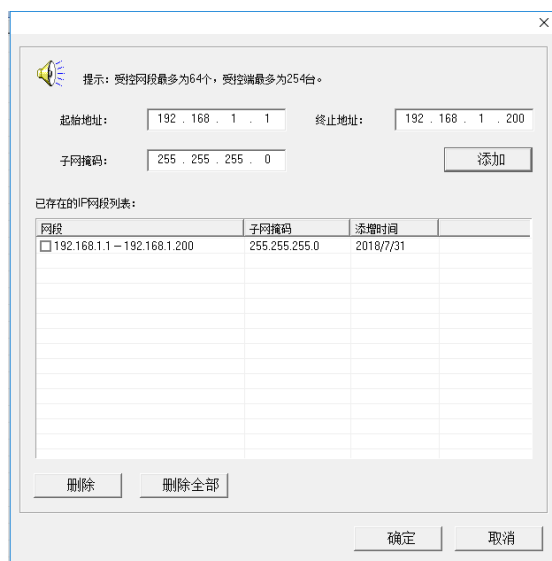 提示：受控网段最多为64个，受控端最多为254台。
起始地址： 192 . 168 . 1 . 1 终止地址： 192 . 168 . 1 . 200
子网掩码： 255 . 255 . 255 . 0 添加
已存在的IP网段列表：
网段 子网掩码 添增时间
192.168.1.1－192.168.1.200 255.255.255.0 2018/7/31
删除 删除全部
确定 取消